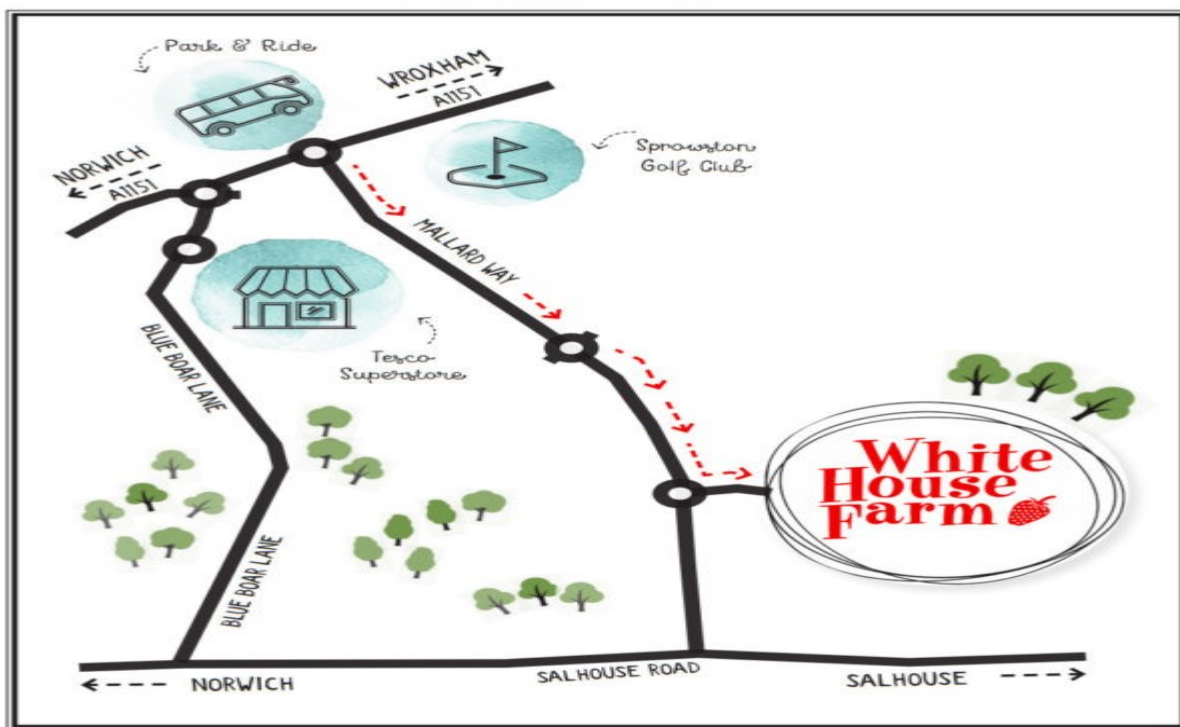 Park & Ride
WROXHAM
A1151
NORWICH
A1151
Sprowston
Golf Club
MALLARD WAY
Tesco
Superstore
BLUE BOAR LANE
White
House
Farm
BLUE BOAR LANE
SALHOUSE ROAD
NORWICH
SALHOUSE